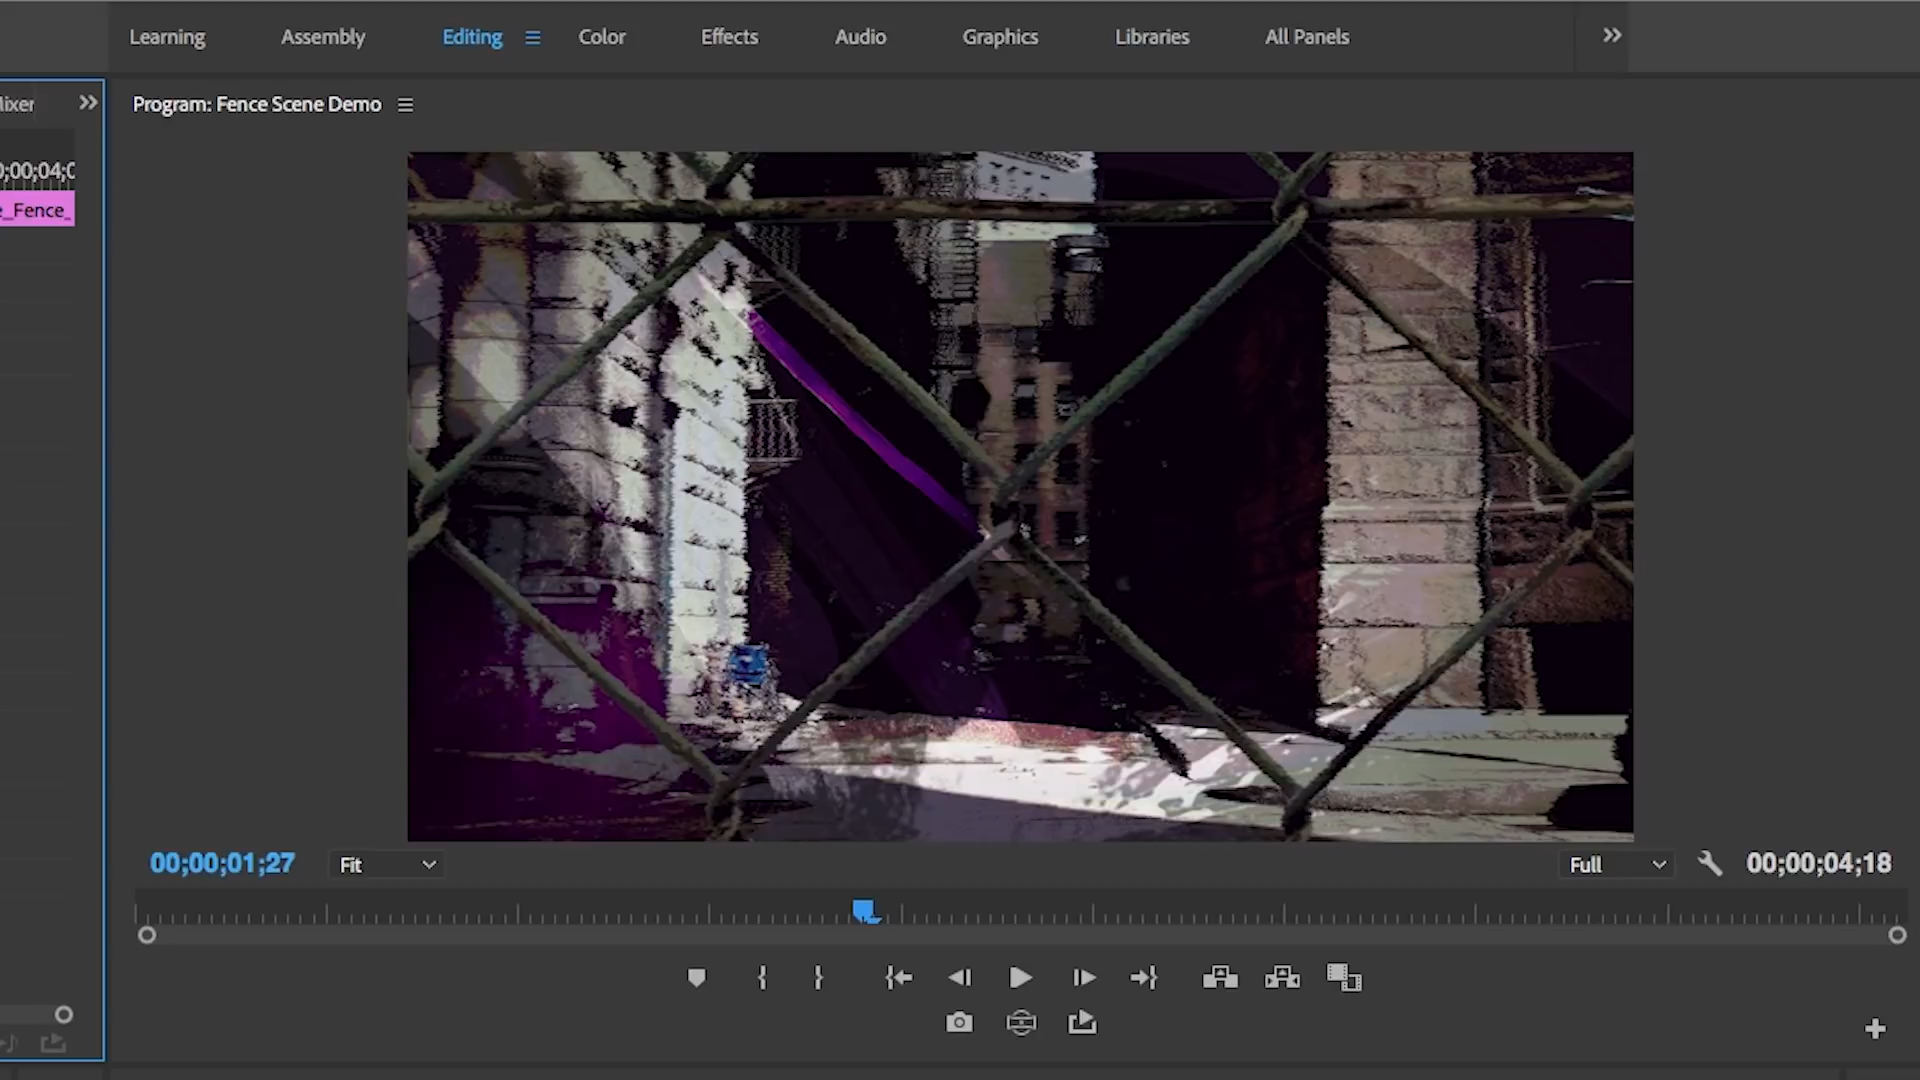 Learning Assembly Editing Color Effects Audio Graphics Libraries All Panels
Program: Fence Scene Demo
_Fence_
00;00;01;27 Fit Full 00;00;04;18